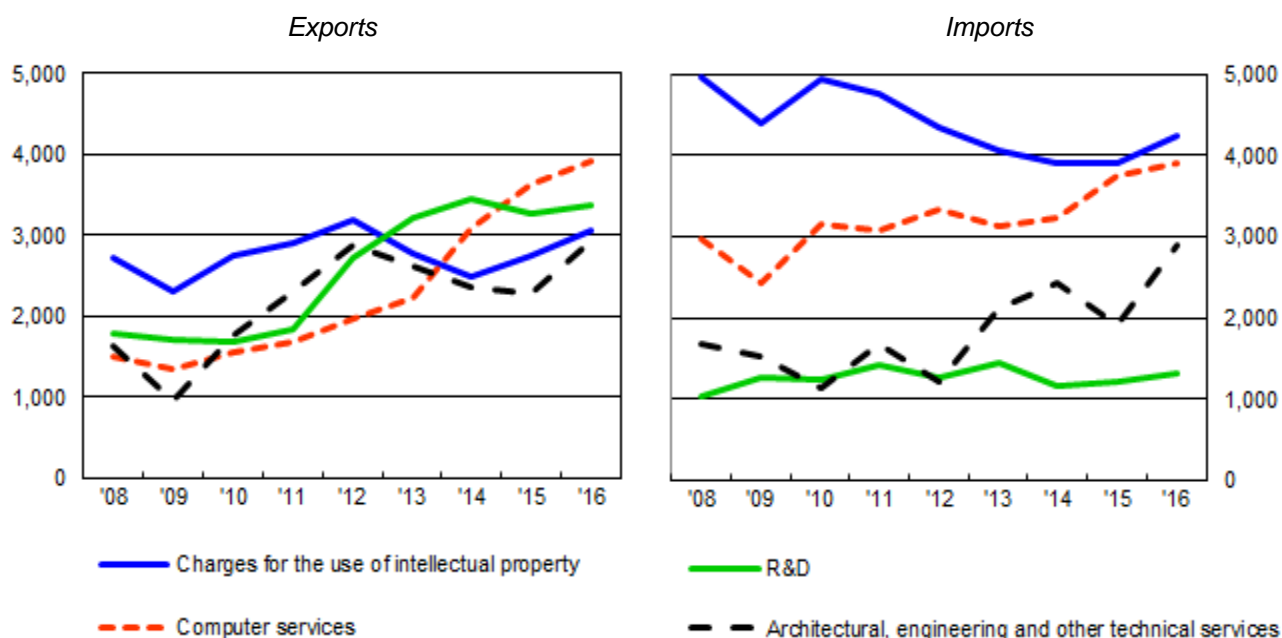 Exports Imports
5,000 5,000
4,000 4,000
3,000 3,000
2,000 2,000
1,000 1,000
0 0
'08 '09 '10 '11 '12 '13 '14 '15 '16 '08 '09 '10 '11 '12 '13 '14 '15 '16
Charges for the use of intellectual property R&D
Computer services Architectural, engineering and other technical services